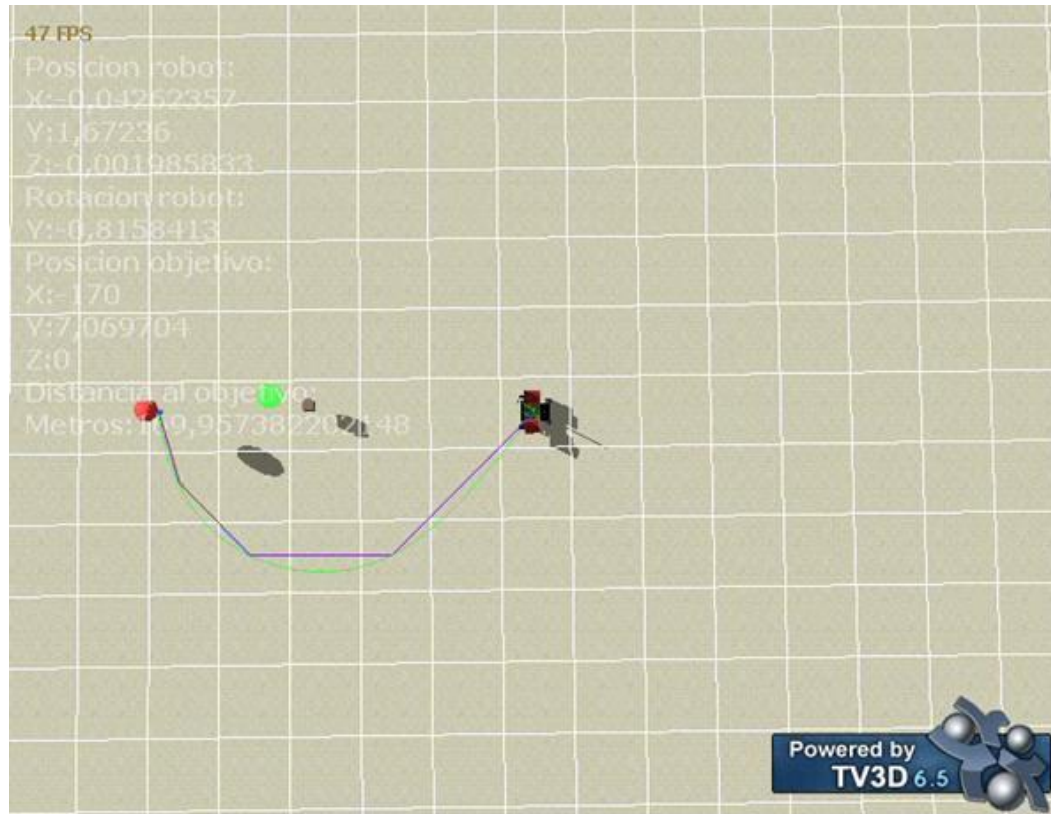 47 FPS
Posicion robot:
X:-0,04262357
Y:1,67236
Z:-0,001985833
Rotacion robot:
Y:-0,8158413
Posicion objetivo:
X:-170
Y:7,069704
Z:0
Distancia al objetivo:
Metros:
Powered by
TV3D 6.5